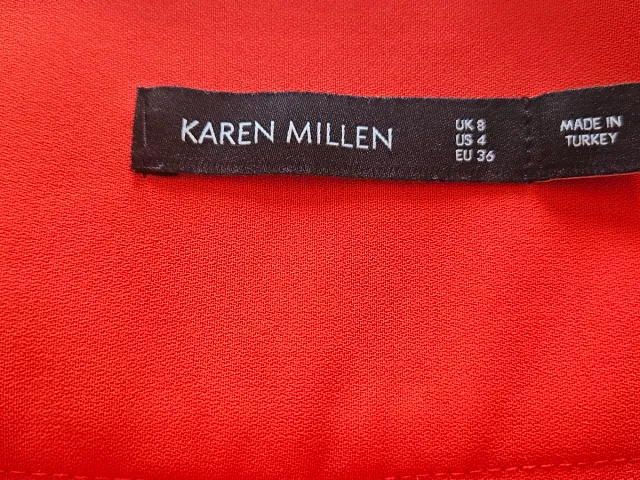 KAREN MILLEN
UK 8
US 4
EU 36
MADE IN
TURKEY